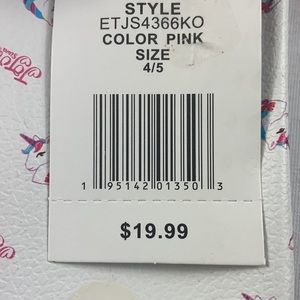 STYLE
ETJS4366KO
COLOR PINK
SIZE
4/5
1 95142 01350 3
$19.99